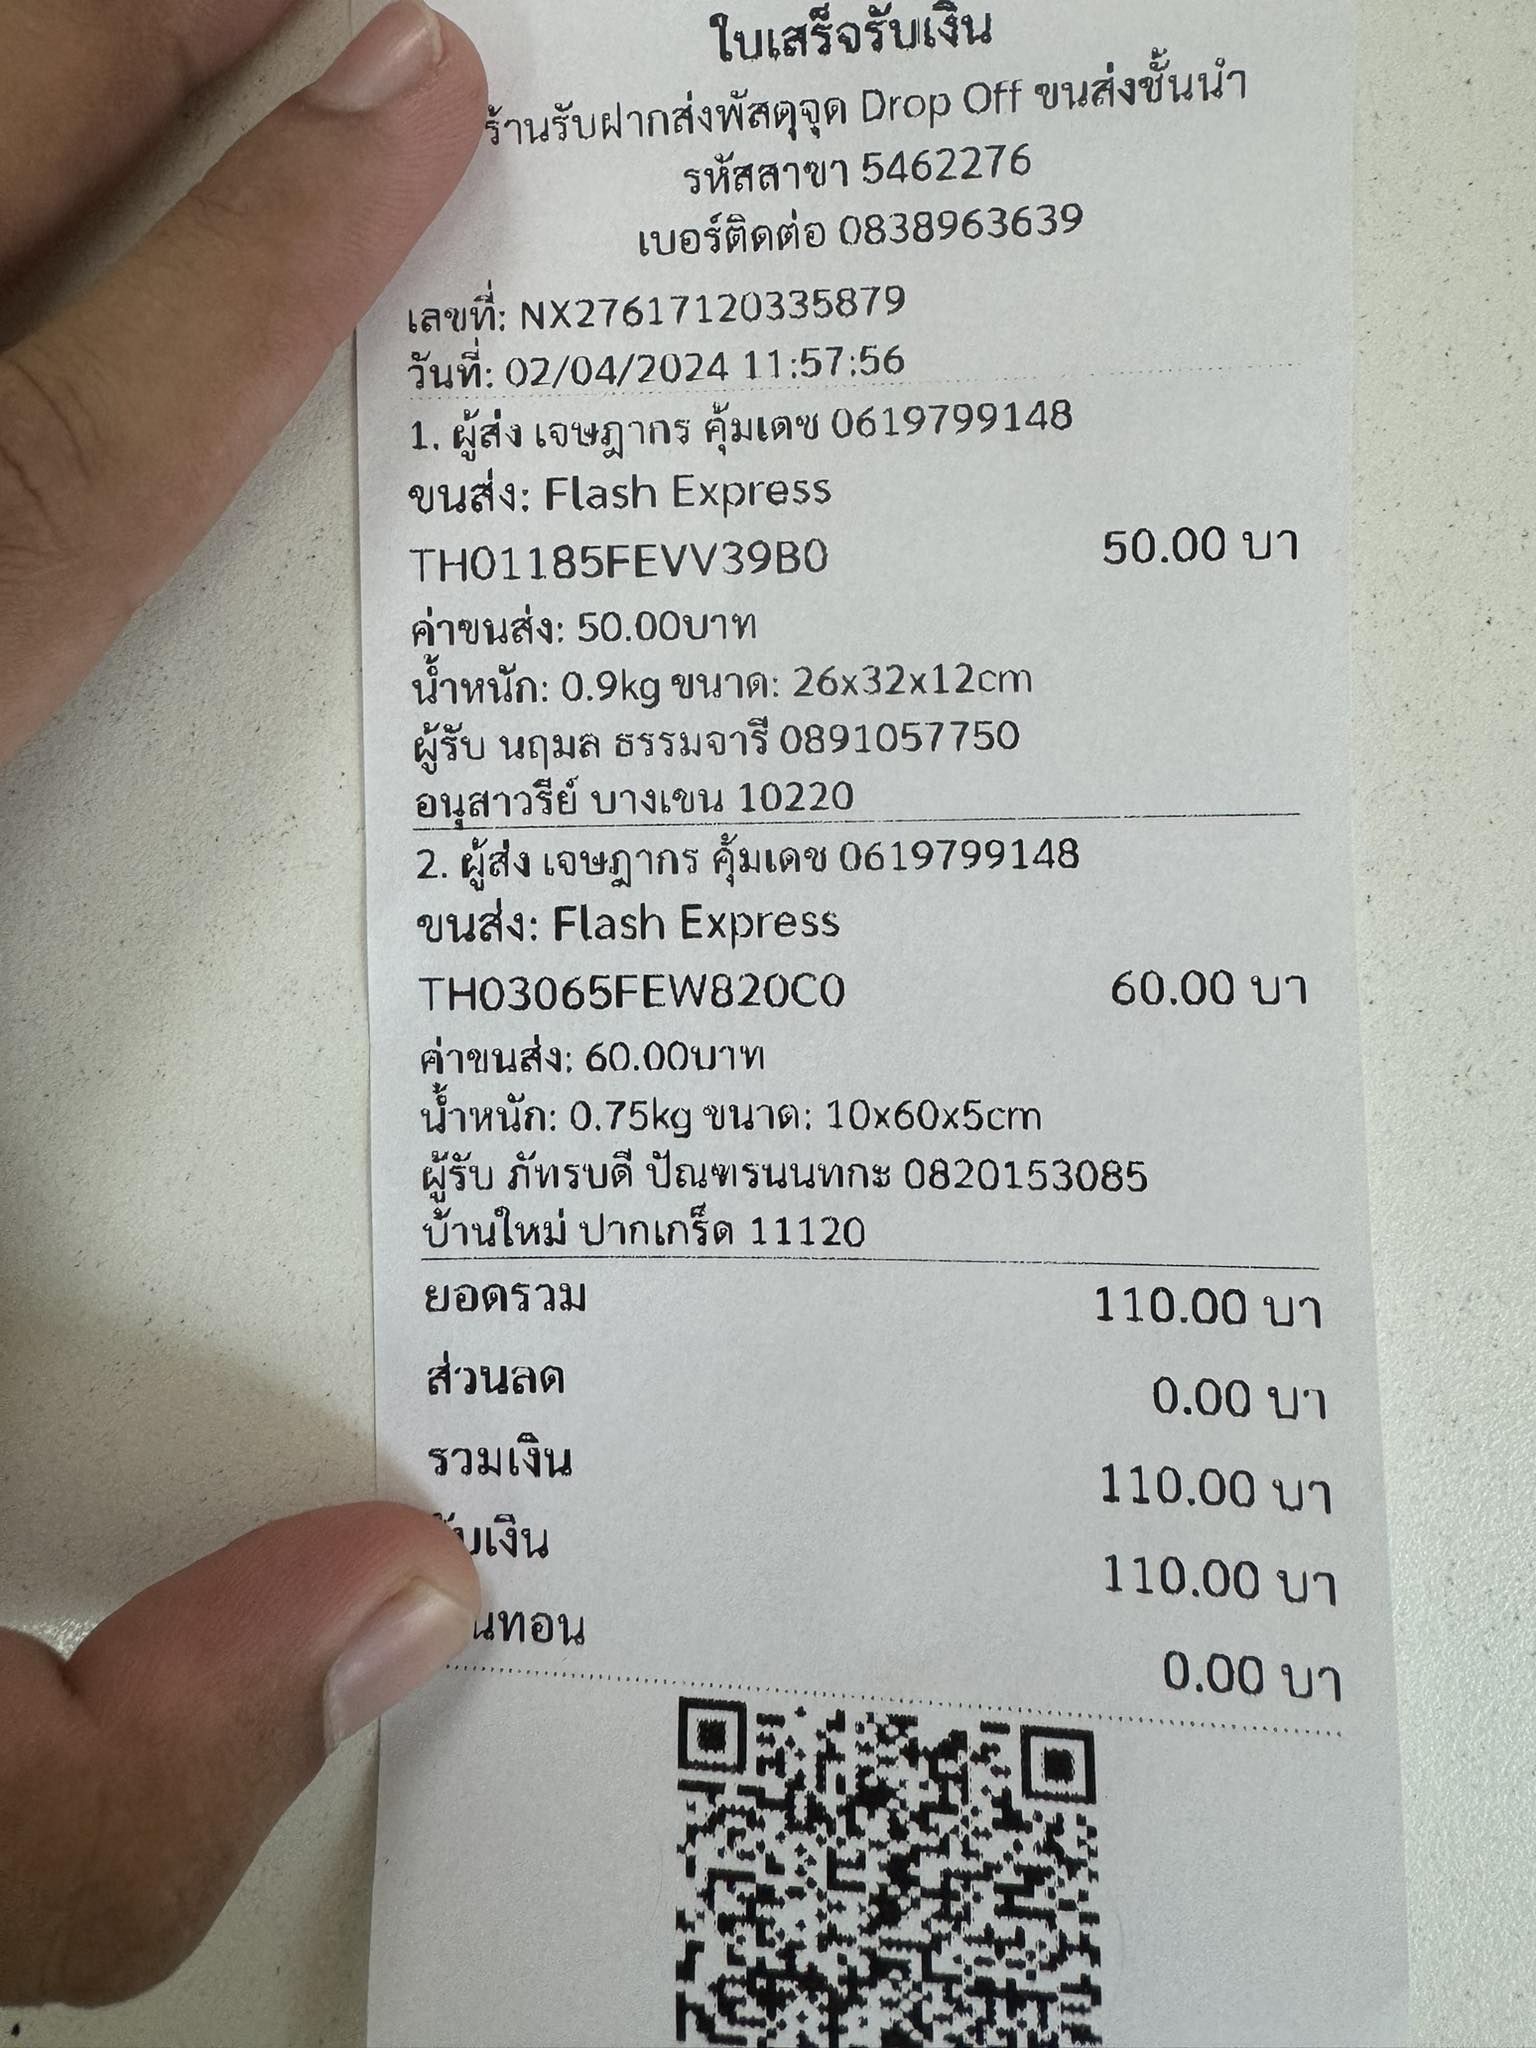 ใบเสร็จรับเงิน
ร้านรับฝากส่งพัสดุจุด Drop Off ขนส่งชั้นนำ
รหัสสาขา 5462276
เบอร์ติดต่อ 0838963639
เลขที่: NX27617120335879
วันที่: 02/04/2024 11:57:56
1. ผู้ส่ง เจษฎากร คุ้มเดช 0619799148
ขนส่ง: Flash Express
TH01185FEVV39B0 50.00 บา
ค่าขนส่ง: 50.00บาท
น้ำหนัก: 0.9kg ขนาด: 26x32x12cm
ผู้รับ นฤมล ธรรมจารี 0891057750
อนุสาวรีย์ บางเขน 10220
2. ผู้ส่ง เจษฎากร คุ้มเดช 0619799148
ขนส่ง: Flash Express
TH03065FEW820C0 60.00 บา
ค่าขนส่ง: 60.00บาท
น้ำหนัก: 0.75kg ขนาด: 10x60x5cm
ผู้รับ ภัทรบดี ปัณฑรนนทกะ 0820153085
บ้านใหม่ ปากเกร็ด 11120
ยอดรวม 110.00 บา
ส่วนลด 0.00 บา
รวมเงิน 110.00 บา
รับเงิน 110.00 บา
เงินทอน 0.00 บา